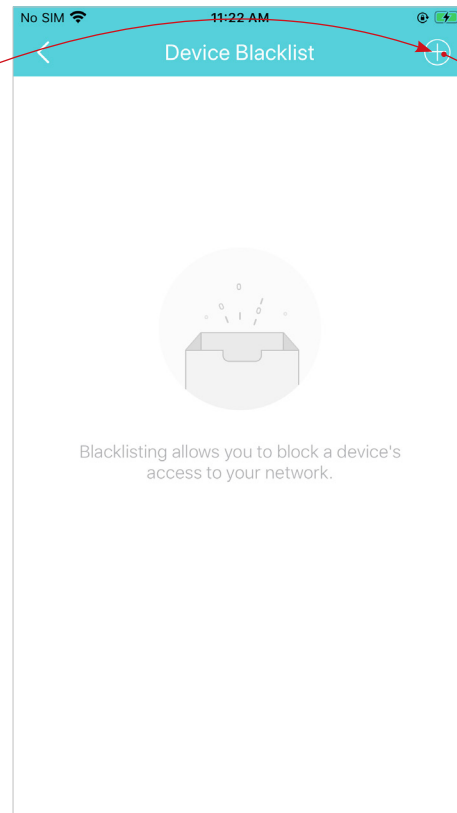 No SIM
11:22 AM
Device Blacklist
Blacklisting allows you to block a device's
access to your network.